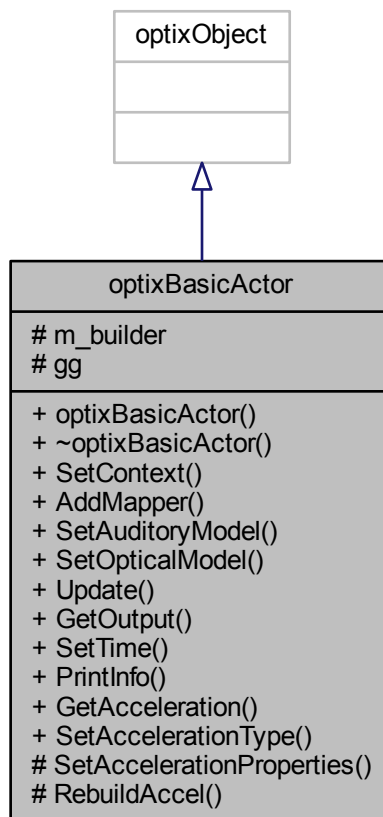 optixObject
optixBasicActor
# m_builder
# gg
+ optixBasicActor()
+ ~optixBasicActor()
+ SetContext()
+ AddMapper()
+ SetAuditoryModel()
+ SetOpticalModel()
+ Update()
+ GetOutput()
+ SetTime()
+ PrintInfo()
+ GetAcceleration()
+ SetAccelerationType()
# SetAccelerationProperties()
# RebuildAccel()